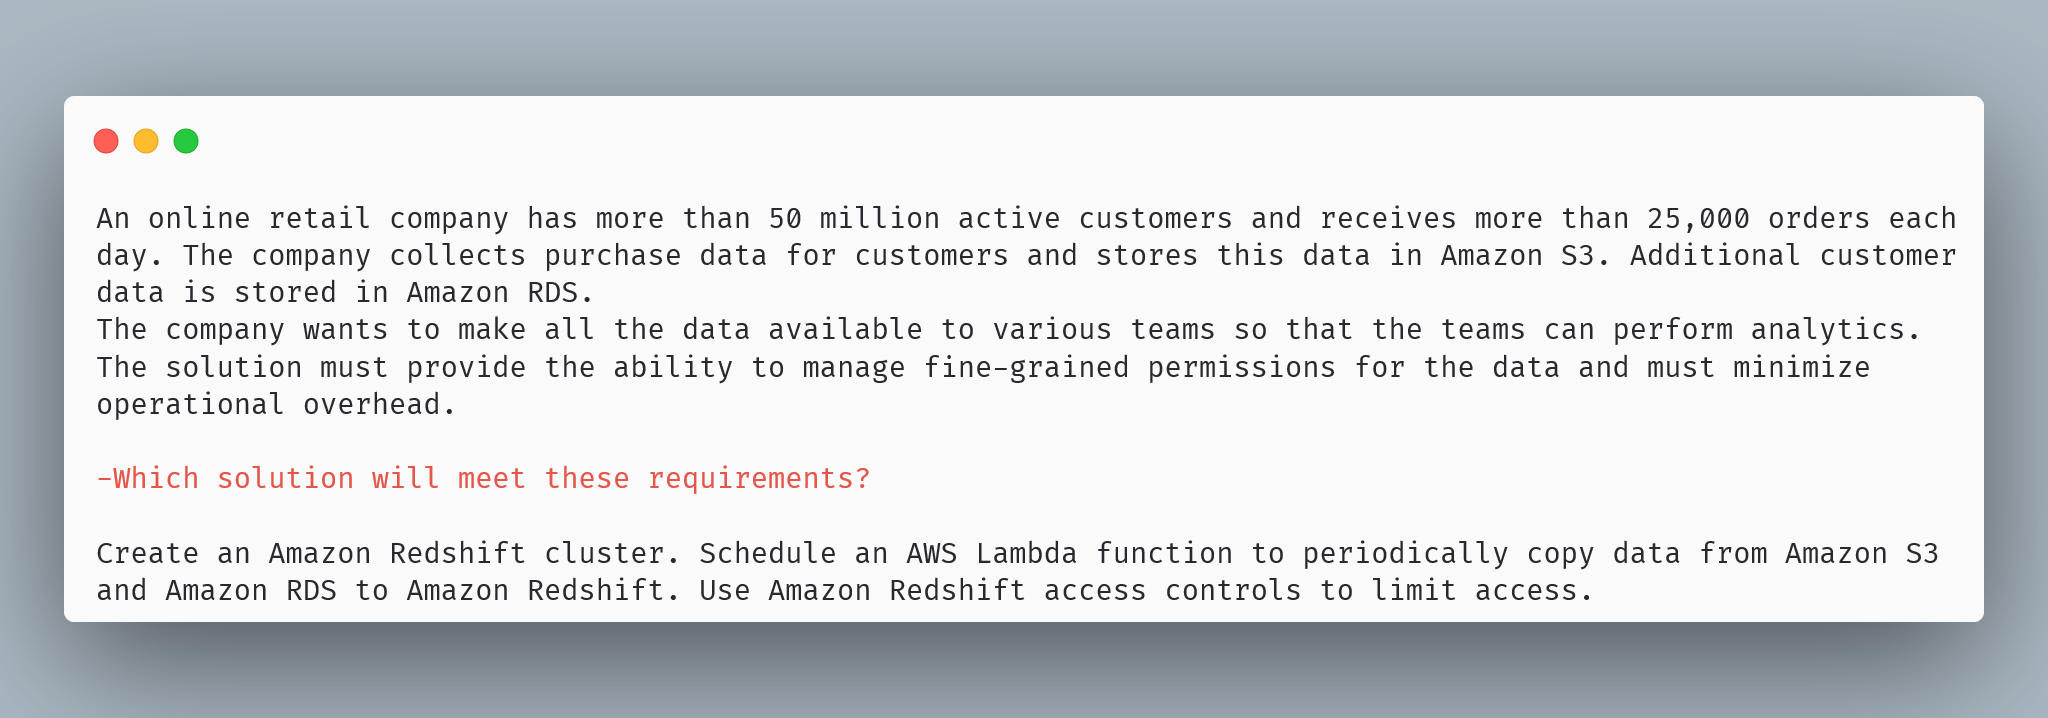 An online retail company has more than 50 million active customers and receives more than 25,000 orders each
day. The company collects purchase data for customers and stores this data in Amazon S3. Additional customer
data is stored in Amazon RDS.
The company wants to make all the data available to various teams so that the teams can perform analytics.
The solution must provide the ability to manage fine-grained permissions for the data and must minimize
operational overhead.
-Which solution will meet these requirements?
Create an Amazon Redshift cluster. Schedule an AWS Lambda function to periodically copy data from Amazon S3
and Amazon RDS to Amazon Redshift. Use Amazon Redshift access controls to limit access.